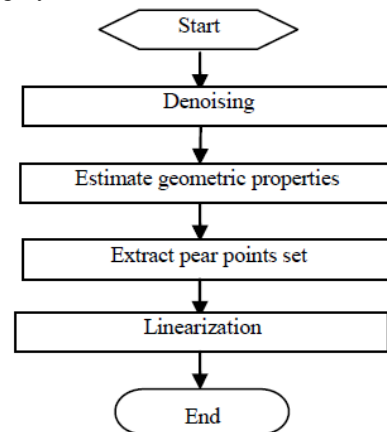 Start
Denoising
Estimate geometric properties
Extract pear points set
Linearization
End